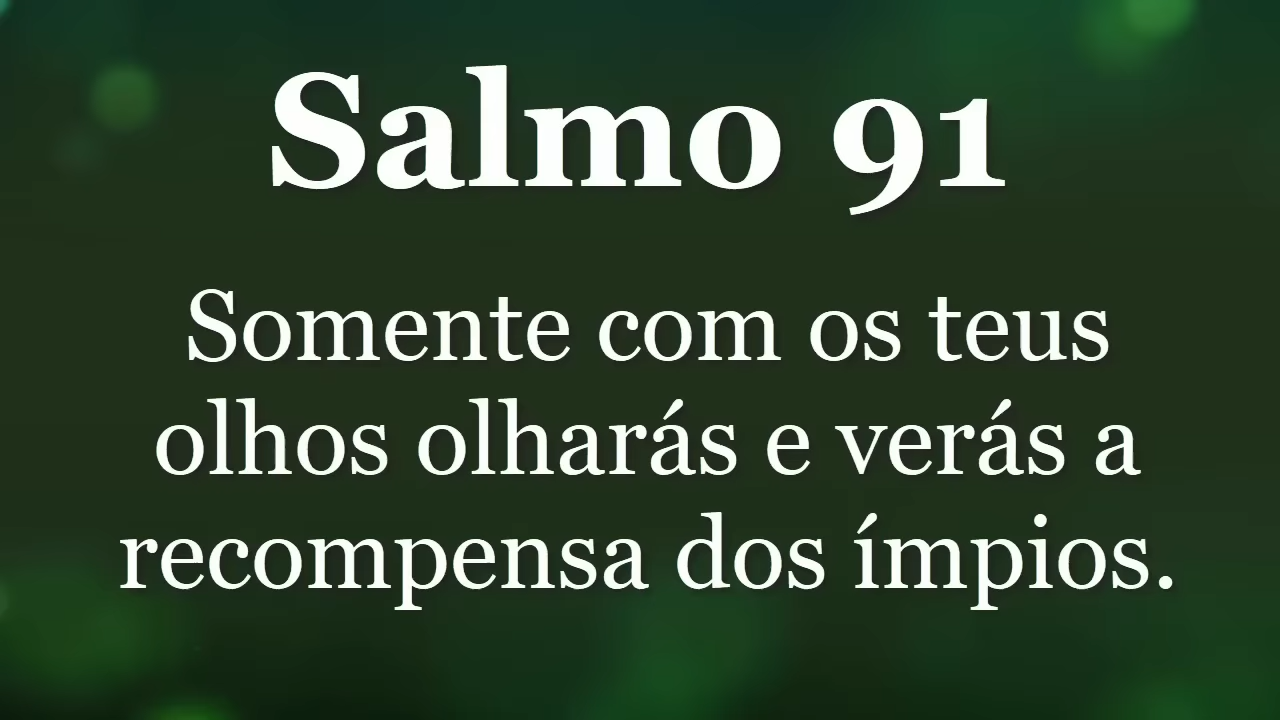 Salmo 91
Somente com os teus
olhos olharás e verás a
recompensa dos ímpios.